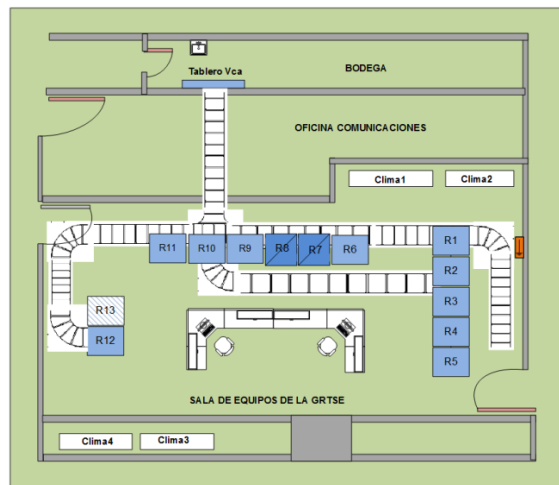 Tablero Vca
BODEGA
OFICINA COMUNICACIONES
Clima1
Clima2
R11
R10
R9
R8
R7
R6
R1
R2
R3
R4
R5
R13
R12
SALA DE EQUIPOS DE LA GRTSE
Clima4
Clima3